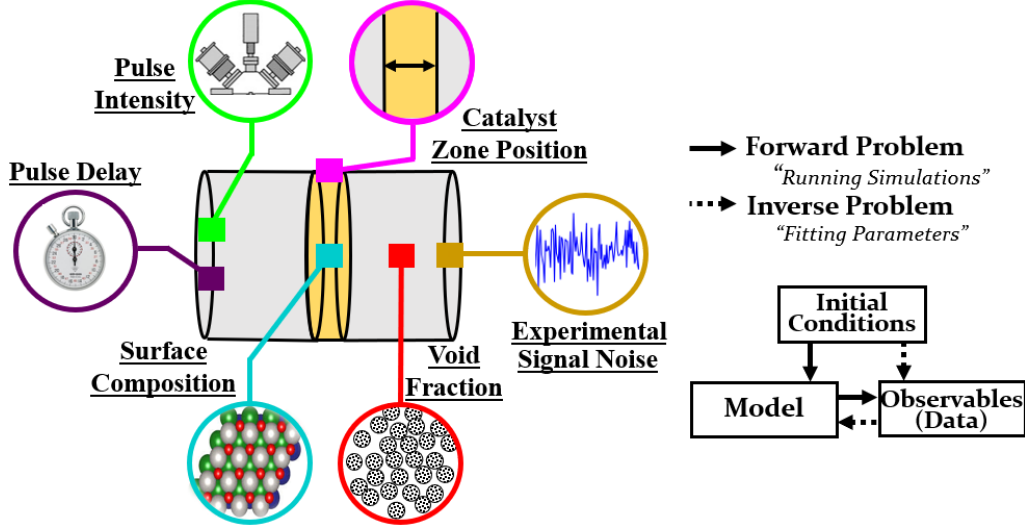 Pulse
Intensity
Catalyst
Zone Position
Pulse Delay
Surface
Composition
Void
Fraction
Experimental
Signal Noise
Forward Problem
“Running Simulations”
Inverse Problem
“Fitting Parameters”
Initial
Conditions
Model
Observables
(Data)